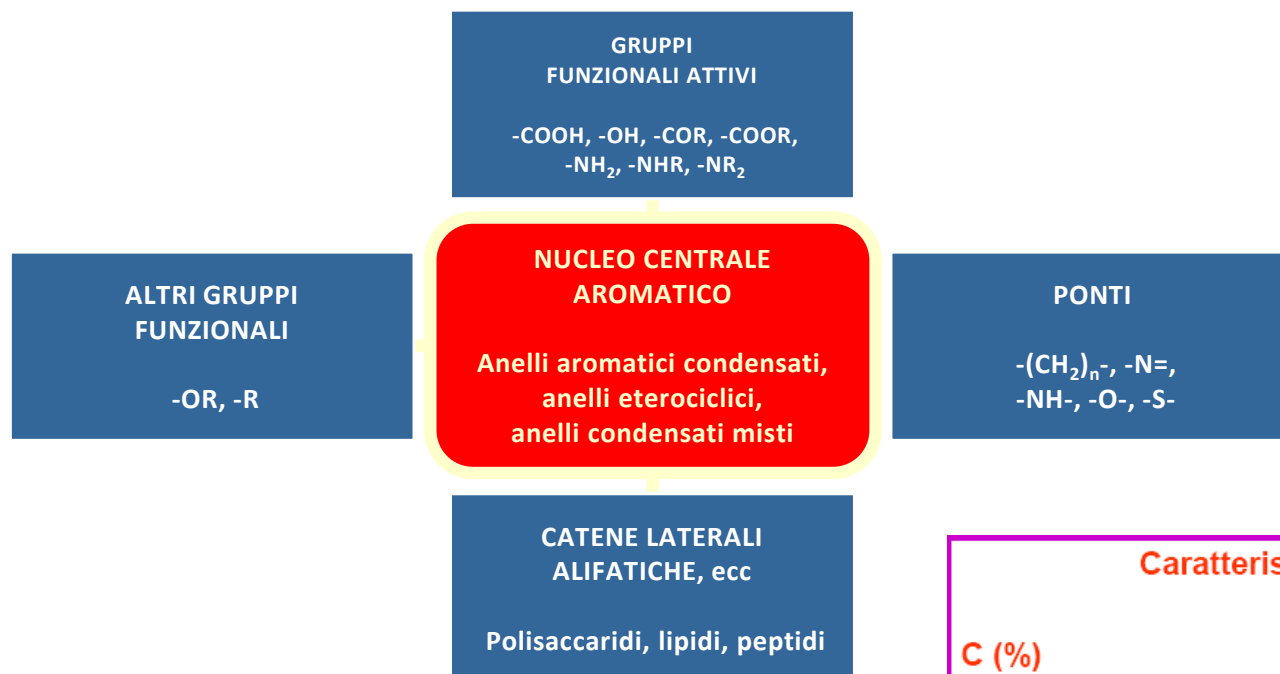 GRUPPI
FUNZIONALI ATTIVI
-COOH, -OH, -COR, -COOR,
-NH₂, -NHR, -NR₂
ALTRI GRUPPI
FUNZIONALI
-OR, -R
NUCLEO CENTRALE
AROMATICO
Anelli aromatici condensati,
anelli eterociclici,
anelli condensati misti
PONTI
-(CH₂)ₙ-, -N=,
-NH-, -O-, -S-
CATENE LATERALI
ALIFATICHE, ecc
Polisaccaridi, lipidi, peptidi
Caratteris
C (%)